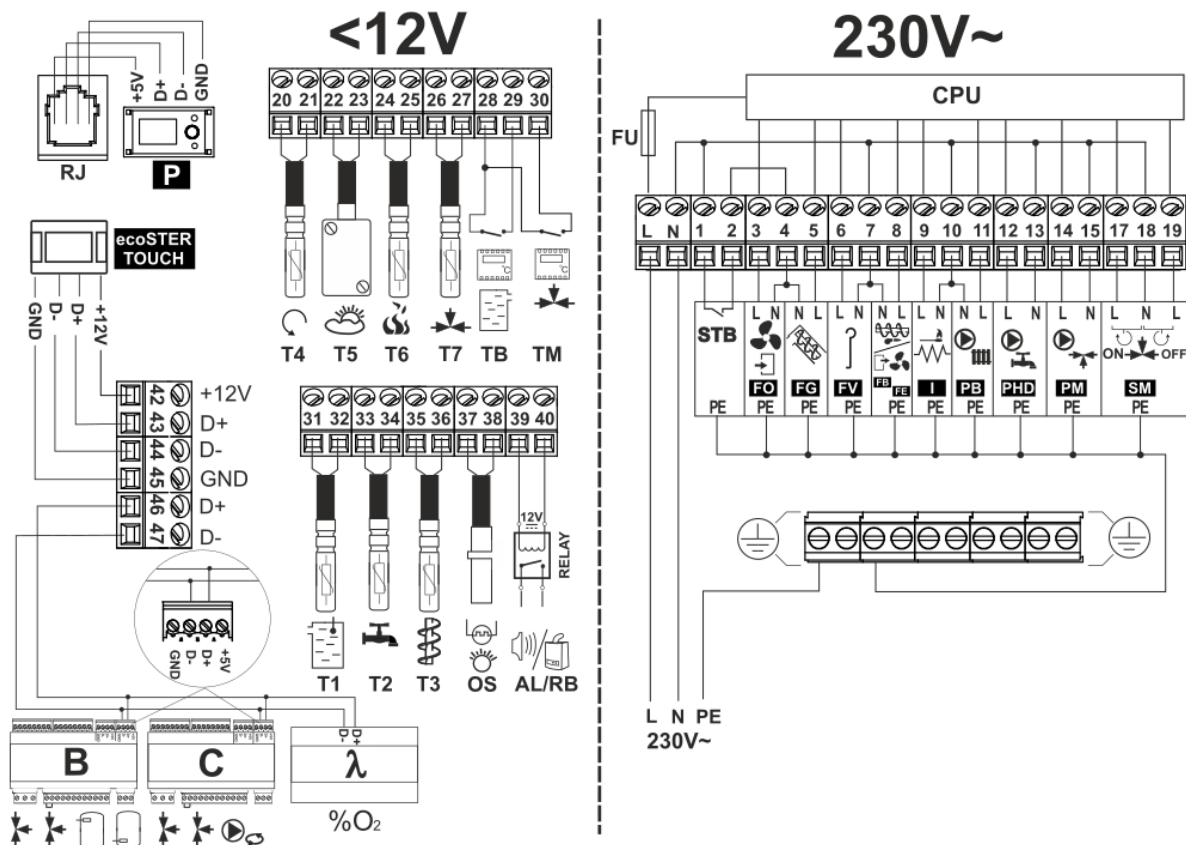 <12V
230V~
+5V
D+
D-
GND
RJ
P
20 21 22 23 24 25 26 27 28 29 30
°C
°C
T4 T5 T6 T7 TB TM
ecoSTER
TOUCH
GND
D-
D+
+12V
42 +12V
43 D+
44 D-
45 GND
46 D+
47 D-
GND
D-
D+
+5V
31 32 33 34 35 36 37 38 39 40
12V
RELAY
T1 T2 T3 OS AL/RB
B
C
D-
D+
λ
%O₂
CPU
FU
L N 1 2 3 4 5 6 7 8 9 10 11 12 13 14 15 17 18 19
STB
L N L L N N L L N L L N L N L N L
ON OFF
FO FG FV FB FE I PB PHD PM SM
PE PE PE PE PE PE PE PE PE PE
L N PE
230V~